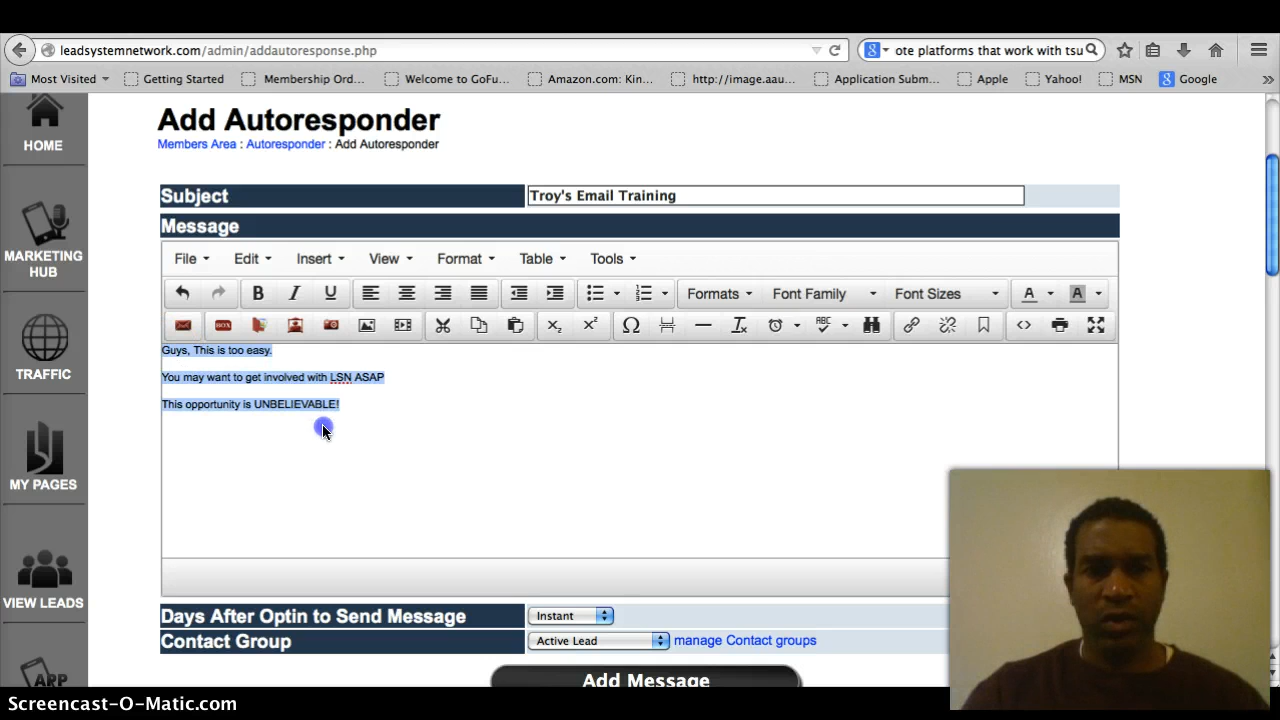 leadsystemnetwork.com/admin/addautoresponse.php
ote platforms that work with tsu
Most Visited
Getting Started
Membership Ord...
Welcome to GoFu...
Amazon.com: Kin...
http://image.aau...
Application Subm...
Apple
Yahoo!
MSN
Google
HOME
MARKETING
HUB
TRAFFIC
MY PAGES
VIEW LEADS
ARP
Add Autoresponder
Members Area : Autoresponder : Add Autoresponder
Subject
Troy's Email Training
Message
File
Edit
Insert
View
Format
Table
Tools
Formats
Font Family
Font Sizes
Guys, This is too easy.
You may want to get involved with LSN ASAP
This opportunity is UNBELIEVABLE!
Days After Optin to Send Message
Instant
Contact Group
Active Lead
manage Contact groups
Add Message
Screencast-O-Matic.com